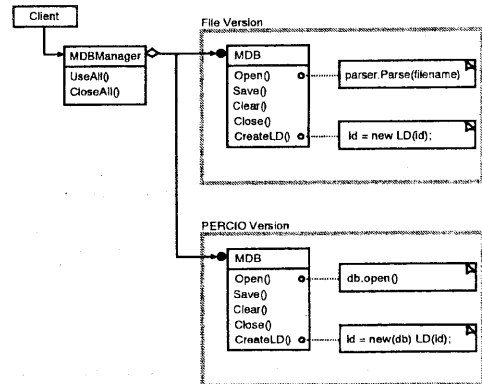 Client
MDBManager
UseAll()
CloseAll()
File Version
MDB
Open()
Save()
Clear()
Close()
CreateLD()
parser.Parse(filename)
ld = new LD(id);
PERCIO Version
MDB
Open()
Save()
Clear()
Close()
CreateLD()
db.open()
ld = new(db) LD(id);